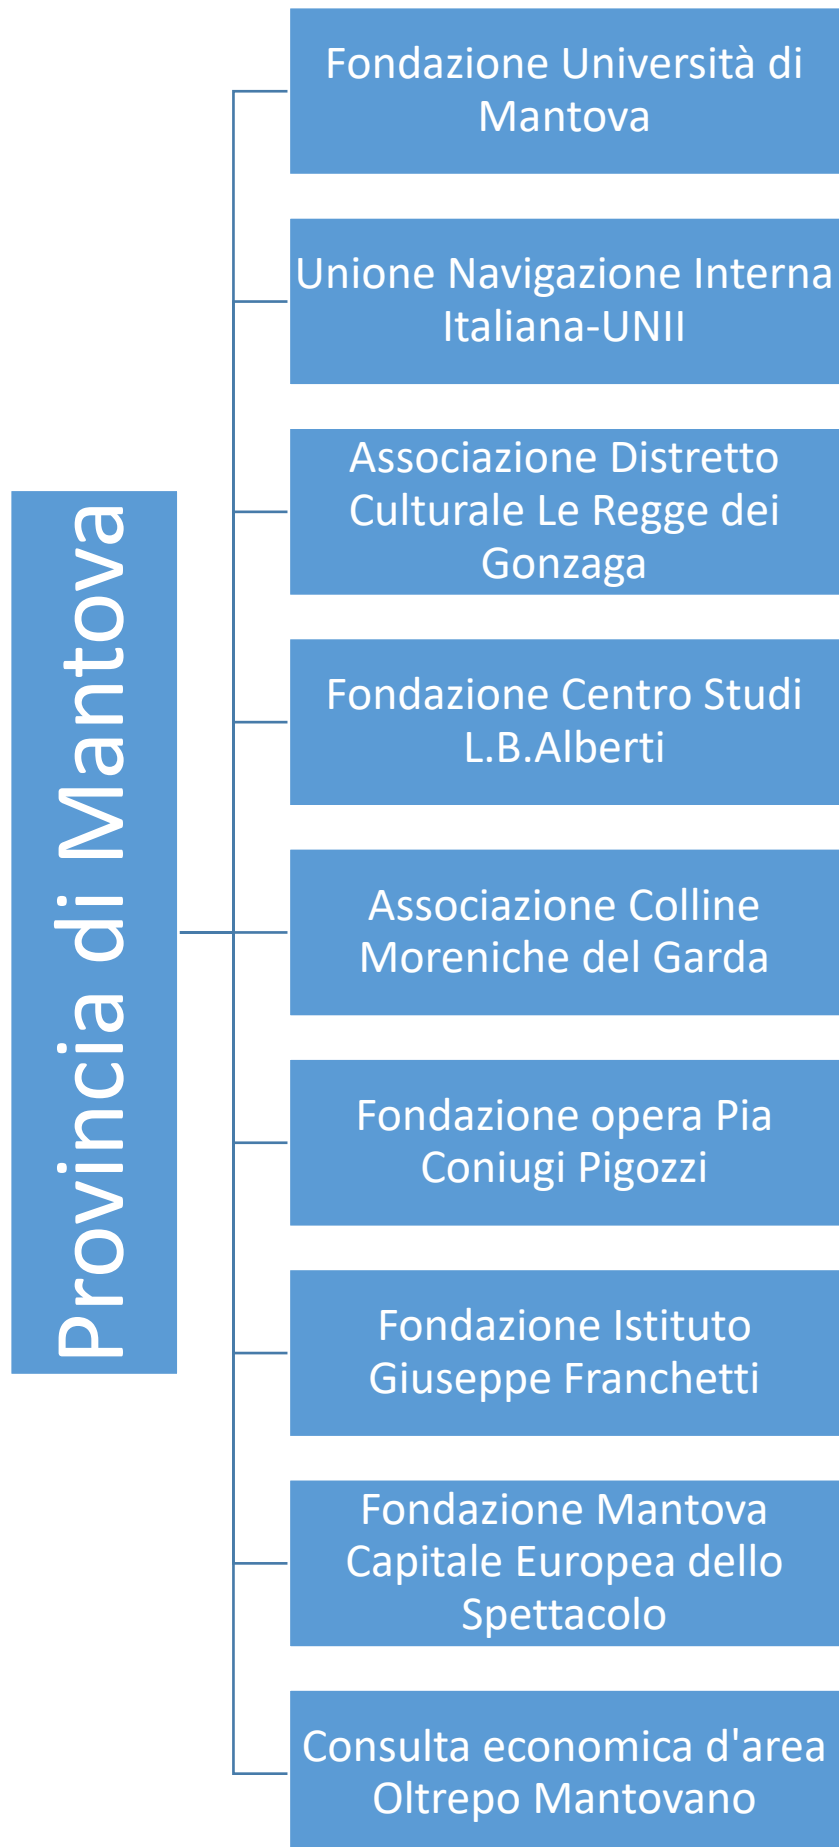 Provincia di Mantova
Fondazione Università di
Mantova
Unione Navigazione Interna
Italiana-UNII
Associazione Distretto
Culturale Le Regge dei
Gonzaga
Fondazione Centro Studi
L.B.Alberti
Associazione Colline
Moreniche del Garda
Fondazione opera Pia
Coniugi Pigozzi
Fondazione Istituto
Giuseppe Franchetti
Fondazione Mantova
Capitale Europea dello
Spettacolo
Consulta economica d'area
Oltrepo Mantovano